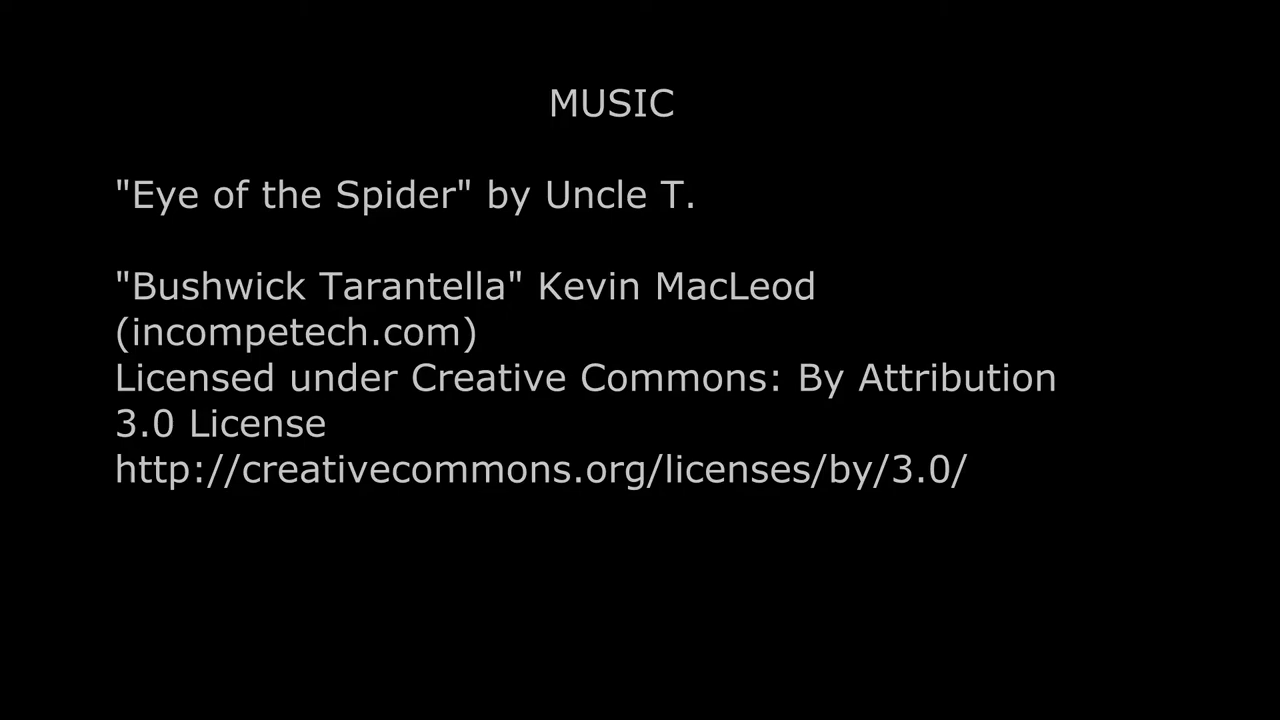 MUSIC
"Eye of the Spider" by Uncle T.
"Bushwick Tarantella" Kevin MacLeod
(incompetech.com)
Licensed under Creative Commons: By Attribution
3.0 License
http://creativecommons.org/licenses/by/3.0/